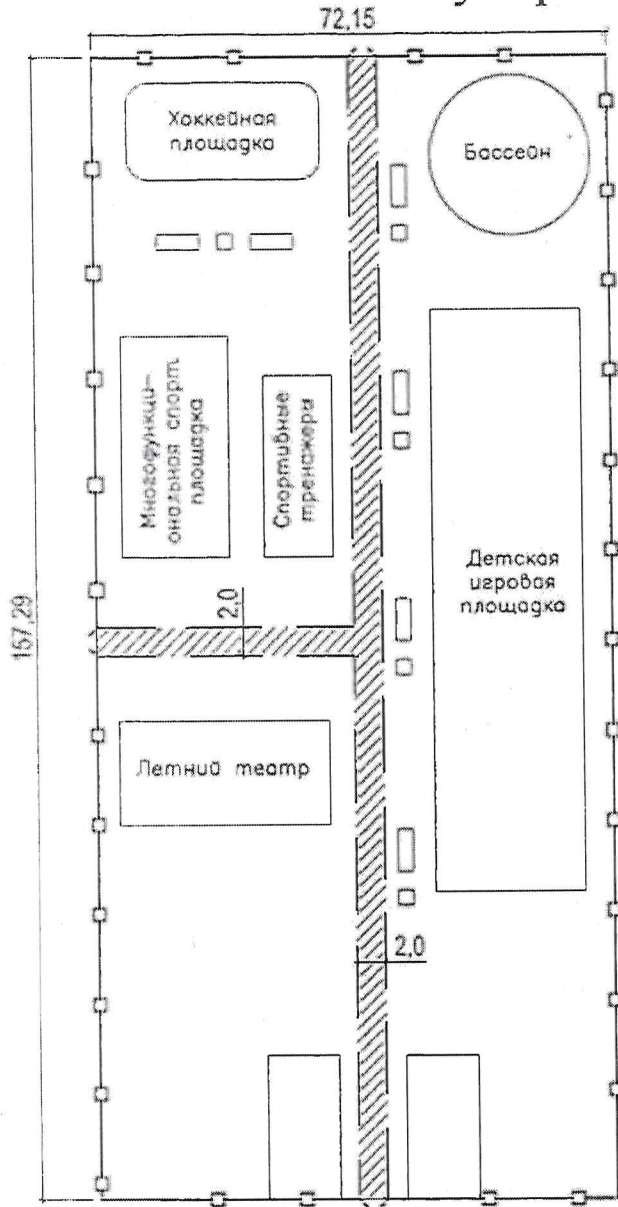 72,15
157,29
Хоккейная
площадка
Бассейн
Многофункци-
ональная спорт
площадка
Спортивные
тренажеры
2,0
Детская
игровая
площадка
Летний театр
2,0